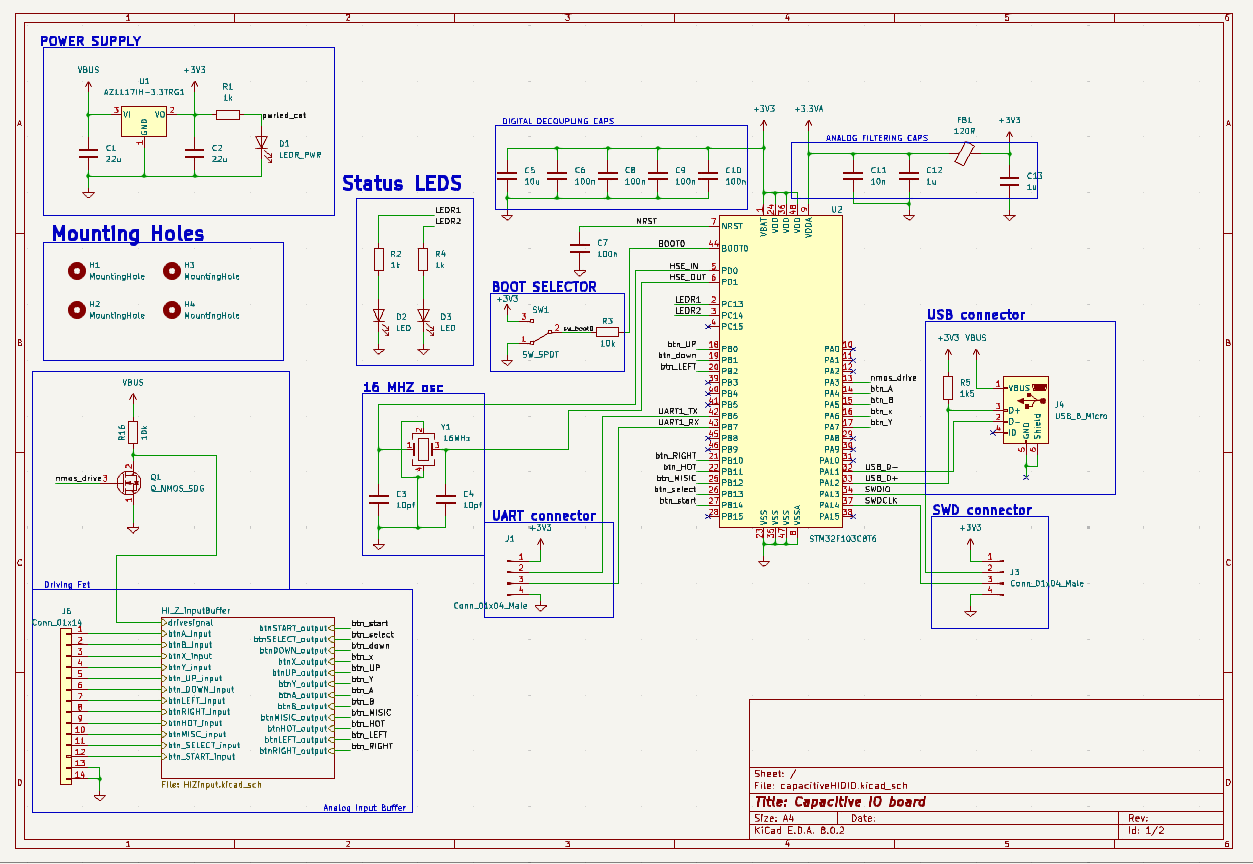 1 2 3 4 5 6
POWER SUPPLY
VBUS
+3V3
U1
AZ1117IH-3.3TRG1
R1
1k
3 VI
VO 2
GND
1
pwrled_cat
C1
22u
C2
22u
D1
LEDR_PWR
Mounting Holes
H1
MountingHole
H3
MountingHole
H2
MountingHole
H4
MountingHole
Status LEDS
LEDR1
LEDR2
R2
1k
R4
1k
D2
LED
D3
LED
DIGITAL DECOUPLING CAPS
C5
10u
C6
100n
C8
100n
C9
100n
C10
100n
+3V3
+3.3VA
ANALOG FILTERING CAPS
FB1
120R
+3V3
C11
10n
C12
1u
C13
1u
NRST
C7
100n
BOOT0
HSE_IN
HSE_OUT
LEDR1
LEDR2
BOOT SELECTOR
+3V3
SW1
3
2
1
SW_SPDT
sw_boot0
R3
10k
btn_UP
btn_down
btn_LEFT
UART1_TX
UART1_RX
btn_RIGHT
btn_HOT
btn_MISIC
btn_select
btn_start
U2
1 24 36 48 9
VBAT
VDD
VDD
VDD
VDDA
7 NRST
44 BOOT0
5 PD0
6 PD1
2 PC13
3 PC14
4 PC15
18 PB0
19 PB1
20 PB2
39 PB3
40 PB4
41 PB5
42 PB6
43 PB7
45 PB8
46 PB9
21 PB10
22 PB11
25 PB12
26 PB13
27 PB14
28 PB15
PA0 10
PA1 11
PA2 12
PA3 13
PA4 14
PA5 15
PA6 16
PA7 17
PA8 29
PA9 30
PA10 31
PA11 32
PA12 33
PA13 34
PA14 37
PA15 38
VSS
VSS
VSS
VSSA
23 35 47 8
STM32F103C8T6
nmos_drive
btn_A
btn_B
btn_x
btn_Y
USB_D-
USB_D+
SWDIO
SWDCLK
USB connector
+3V3 VBUS
R5
1k5
1 VBUS
3 D+
2 D-
4 ID
GND
Shield
5 6
J4
USB_B_Micro
SWD connector
+3V3
1
2
3
4
J3
Conn_01x04_Male
16 MHZ osc
Y1
16MHz
1
2
3
4
C3
10pf
C4
10pf
UART connector
J1
+3V3
1
2
3
4
Conn_01x04_Male
VBUS
R16
10k
nmos_drive
3
2
1
Q1
Q_NMOS_SDG
Driving Fet
J6
Conn_01x14
1
2
3
4
5
6
7
8
9
10
11
12
13
14
HI_Z_InputBuffer
drivesignal
btnA_input
btnB_input
btnX_input
btnY_input
btn_UP_input
btn_DOWN_input
btnLEFT_input
btnRIGHT_input
btnHOT_input
btnMISC_input
btn_SELECT_input
btn_START_input
btnSTART_output
btnSELECT_output
btnDOWN_output
btnX_output
btnUP_output
btnY_output
btnA_output
btnB_output
btnMISIC_output
btnHOT_output
btnLEFT_output
btnRIGHT_output
btn_start
btn_select
btn_down
btn_x
btn_UP
btn_Y
btn_A
btn_B
btn_MISIC
btn_HOT
btn_LEFT
btn_RIGHT
File: HIZinput.kicad_sch
Analog Input Buffer
Sheet: /
File: capacitiveHIDIO.kicad_sch
Title: Capacitive IO board
Size: A4 Date: Rev:
KiCad E.D.A. 8.0.2 Id: 1/2
A
B
C
D
A
B
C
D
1 2 3 4 5 6